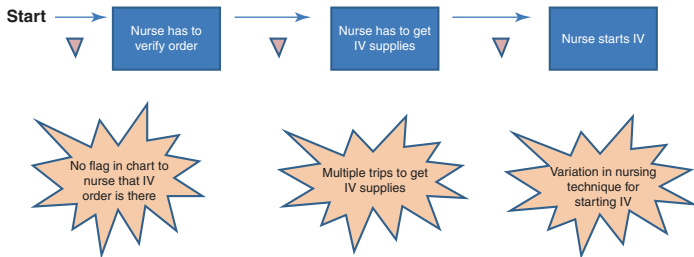 Start
Nurse has to
verify order
Nurse has to get
IV supplies
Nurse starts IV
No flag in chart to
nurse that IV
order is there
Multiple trips to get
IV supplies
Variation in nursing
technique for
starting IV